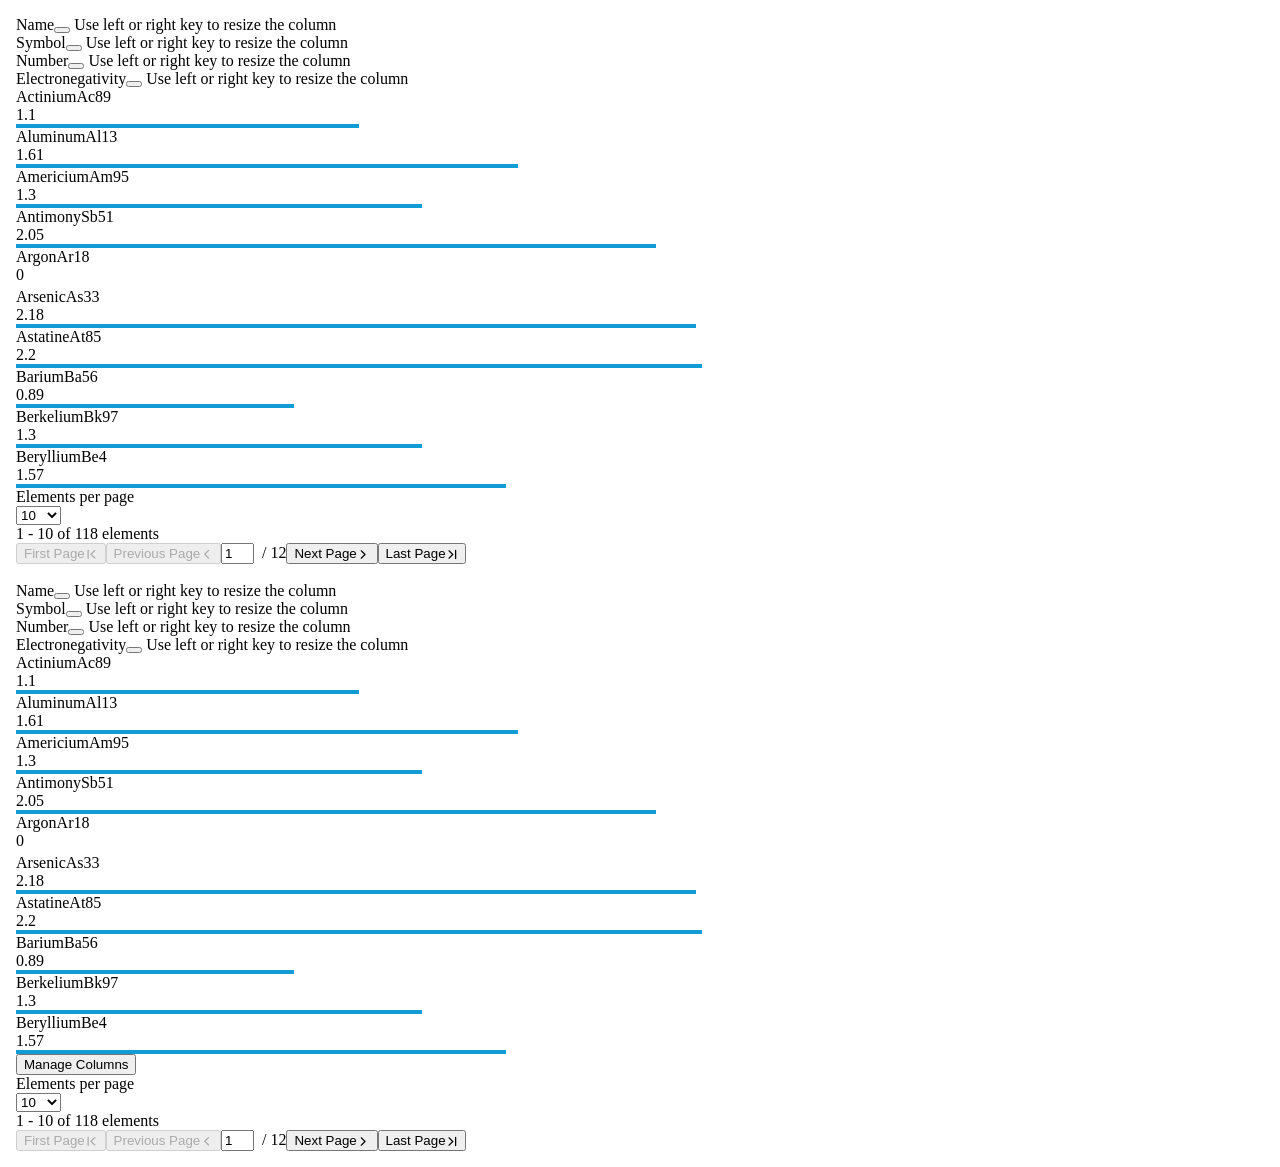 Name Use left or right key to resize the column
Symbol Use left or right key to resize the column
Number Use left or right key to resize the column
Electronegativity Use left or right key to resize the column
ActiniumAc89
1.1
AluminumAl13
1.61
AmericiumAm95
1.3
AntimonySb51
2.05
ArgonAr18
0
ArsenicAs33
2.18
AstatineAt85
2.2
BariumBa56
0.89
BerkeliumBk97
1.3
BerylliumBe4
1.57
Elements per page
10
1 - 10 of 118 elements
First Page Previous Page 1 / 12 Next Page Last Page
Name Use left or right key to resize the column
Symbol Use left or right key to resize the column
Number Use left or right key to resize the column
Electronegativity Use left or right key to resize the column
ActiniumAc89
1.1
AluminumAl13
1.61
AmericiumAm95
1.3
AntimonySb51
2.05
ArgonAr18
0
ArsenicAs33
2.18
AstatineAt85
2.2
BariumBa56
0.89
BerkeliumBk97
1.3
BerylliumBe4
1.57
Manage Columns
Elements per page
10
1 - 10 of 118 elements
First Page Previous Page 1 / 12 Next Page Last Page